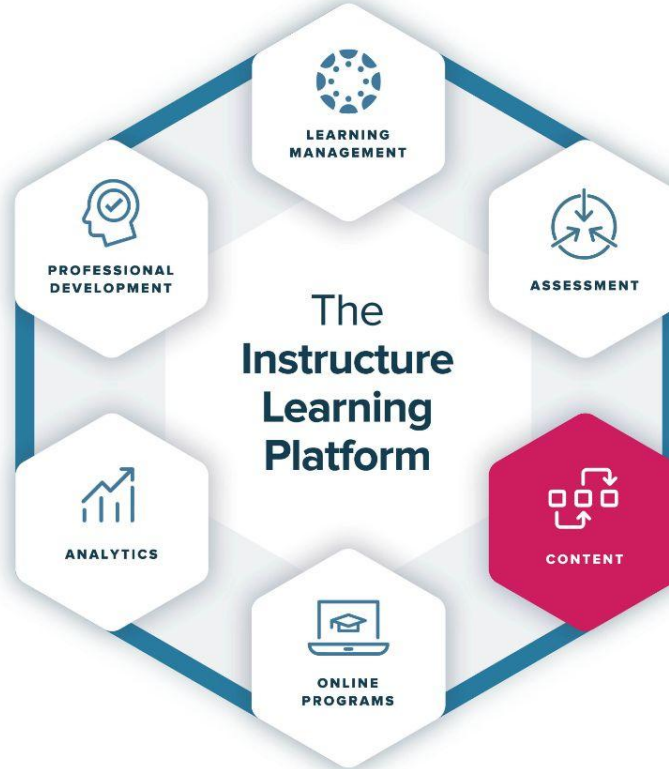 LEARNING
MANAGEMENT
PROFESSIONAL
DEVELOPMENT
ASSESSMENT
The
Instructure
Learning
Platform
ANALYTICS
CONTENT
ONLINE
PROGRAMS